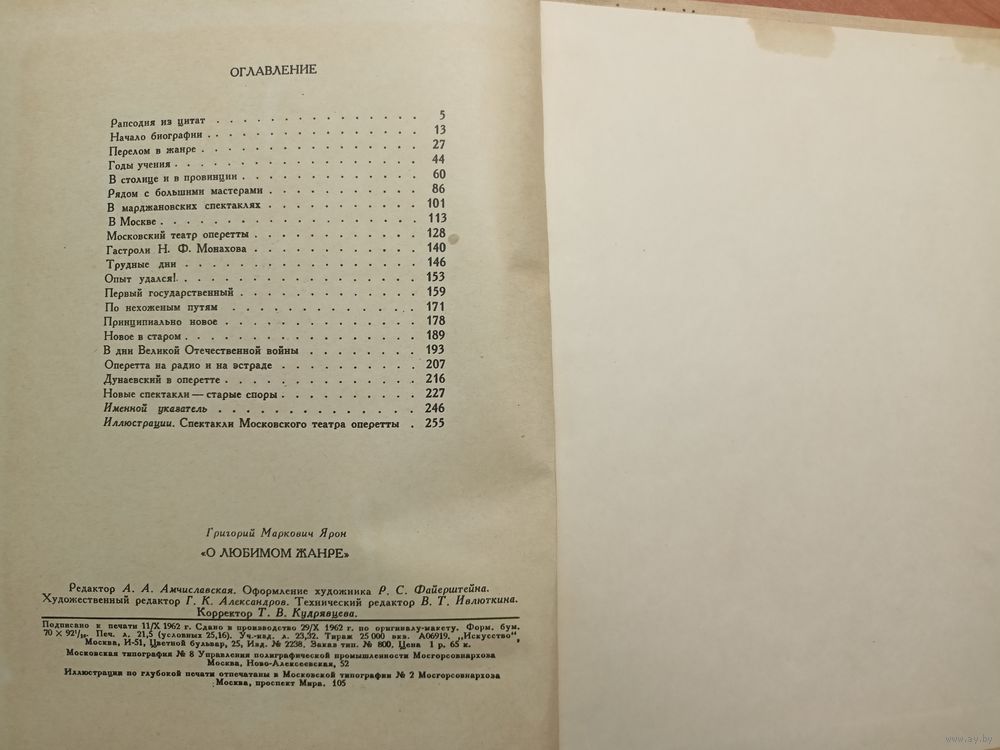 ОГЛАВЛЕНИЕ
Рапсодия из цитат . . . . . . . . . . . . . . . 5
Начало биографии . . . . . . . . . . . . . . . 13
Перелом в жанре . . . . . . . . . . . . . . . 27
Годы учения . . . . . . . . . . . . . . . . 44
В столице и в провинции . . . . . . . . . . . . 60
Рядом с большими мастерами . . . . . . . . . . 86
В марджановских спектаклях . . . . . . . . . . 101
В Москве . . . . . . . . . . . . . . . . . 113
Московский театр оперетты . . . . . . . . . . . 128
Гастроли Н. Ф. Монахова . . . . . . . . . . . 140
Трудные дни . . . . . . . . . . . . . . . . 146
Опыт удался! . . . . . . . . . . . . . . . . 153
Первый государственный . . . . . . . . . . . . 159
По нехоженым путям . . . . . . . . . . . . . 171
Принципиально новое . . . . . . . . . . . . . 178
Новое в старом . . . . . . . . . . . . . . . 189
В дни Великой Отечественной войны . . . . . . . 193
Оперетта на радио и на эстраде . . . . . . . . . 207
Дунаевский в оперетте . . . . . . . . . . . . . 216
Новые спектакли — старые споры . . . . . . . . . 227
Именной указатель . . . . . . . . . . . . . . 246
Иллюстрации. Спектакли Московского театра оперетты . 255
Григорий Маркович Ярон
«О ЛЮБИМОМ ЖАНРЕ»
Редактор А. А. Амчиславская. Оформление художника Р. С. Файерштейна.
Художественный редактор Г. К. Александров. Технический редактор В. Т. Ивлюткина.
Корректор Т. В. Кудрявцева.
Подписано к печати 11/X 1962 г. Сдано в производство 29/X 1962 г. по оригиналу-макету. Форм. бум.
70 × 92¹/₁₆. Печ. л. 21,5 (условных 25,16). Уч.-изд. л. 23,32. Тираж 25 000 экз. А06919. „Искусство",
Москва, И-51, Цветной бульвар, 25, Изд. № 2238. Заказ тип. № 800. Цена 1 р. 65 к.
Московская типография № 8 Управления полиграфической промышленности Мосгорсовнархоза
Москва, Ново-Алексеевская, 52
Иллюстрации по глубокой печати отпечатаны в Московской типографии № 2 Мосгорсовнархоза
Москва, проспект Мира. 105
www.ay.by